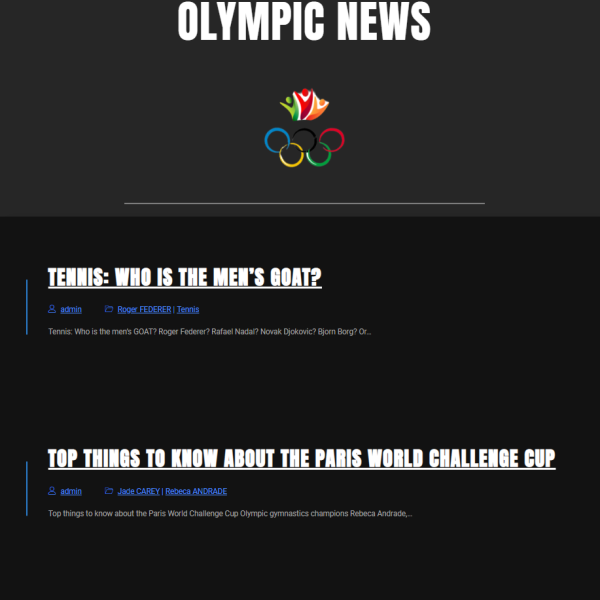 OLYMPIC NEWS
TENNIS: WHO IS THE MEN'S GOAT?
admin Roger FEDERER | Tennis
Tennis: Who is the men's GOAT? Roger Federer? Rafael Nadal? Novak Djokovic? Bjorn Borg? Or...
TOP THINGS TO KNOW ABOUT THE PARIS WORLD CHALLENGE CUP
admin Jade CAREY | Rebeca ANDRADE
Top things to know about the Paris World Challenge Cup Olympic gymnastics champions Rebeca Andrade,...